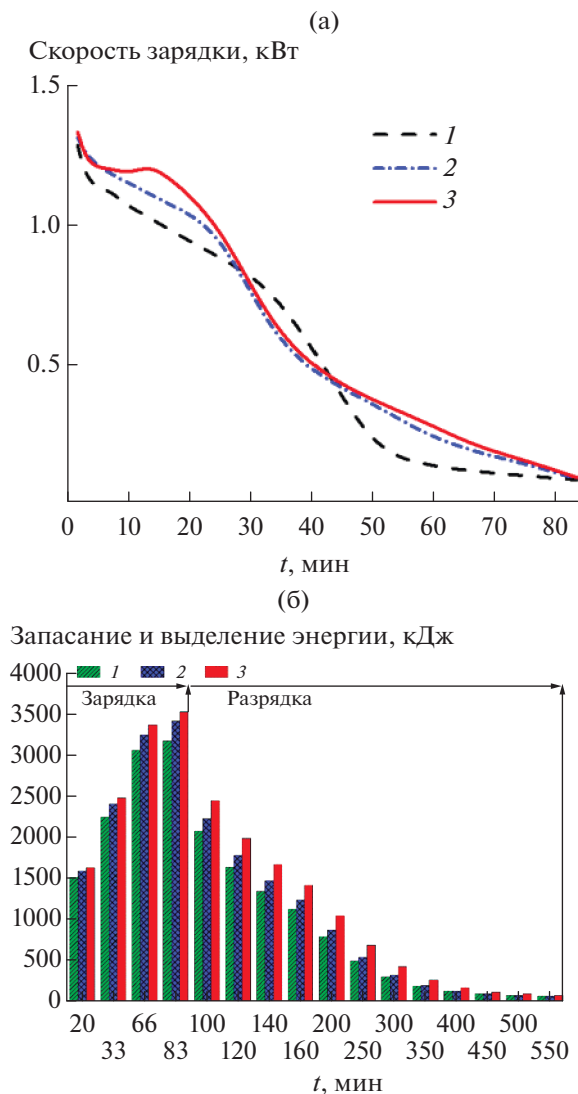 (а)
Скорость зарядки, кВт
1.5
1
2
3
1.0
0.5
0 10 20 30 40 50 60 70 80
t, мин
(б)
Запасание и выделение энергии, кДж
4000
1 2 3
Зарядка Разрядка
3500
3000
2500
2000
1500
1000
500
0
20 66 100 140 200 300 400 500
33 83 120 160 250 350 450 550
t, мин